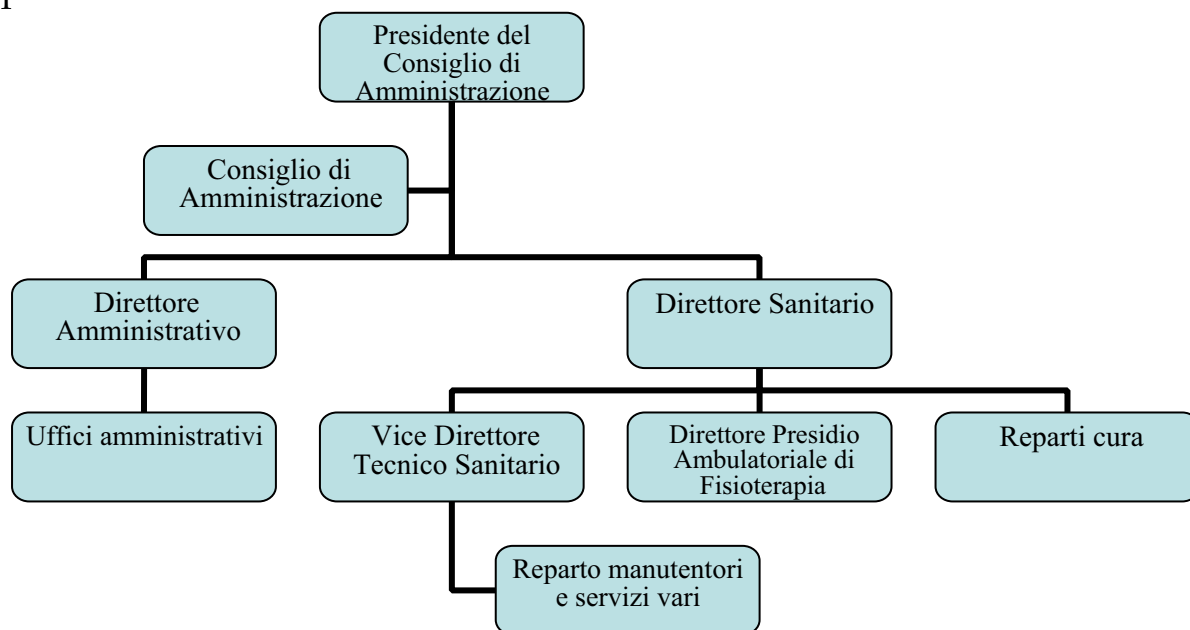 Presidente del
Consiglio di
Amministrazione
Consiglio di
Amministrazione
Direttore
Amministrativo
Direttore Sanitario
Uffici amministrativi
Vice Direttore
Tecnico Sanitario
Direttore Presidio
Ambulatoriale di
Fisioterapia
Reparti cura
Reparto manutentori
e servizi vari